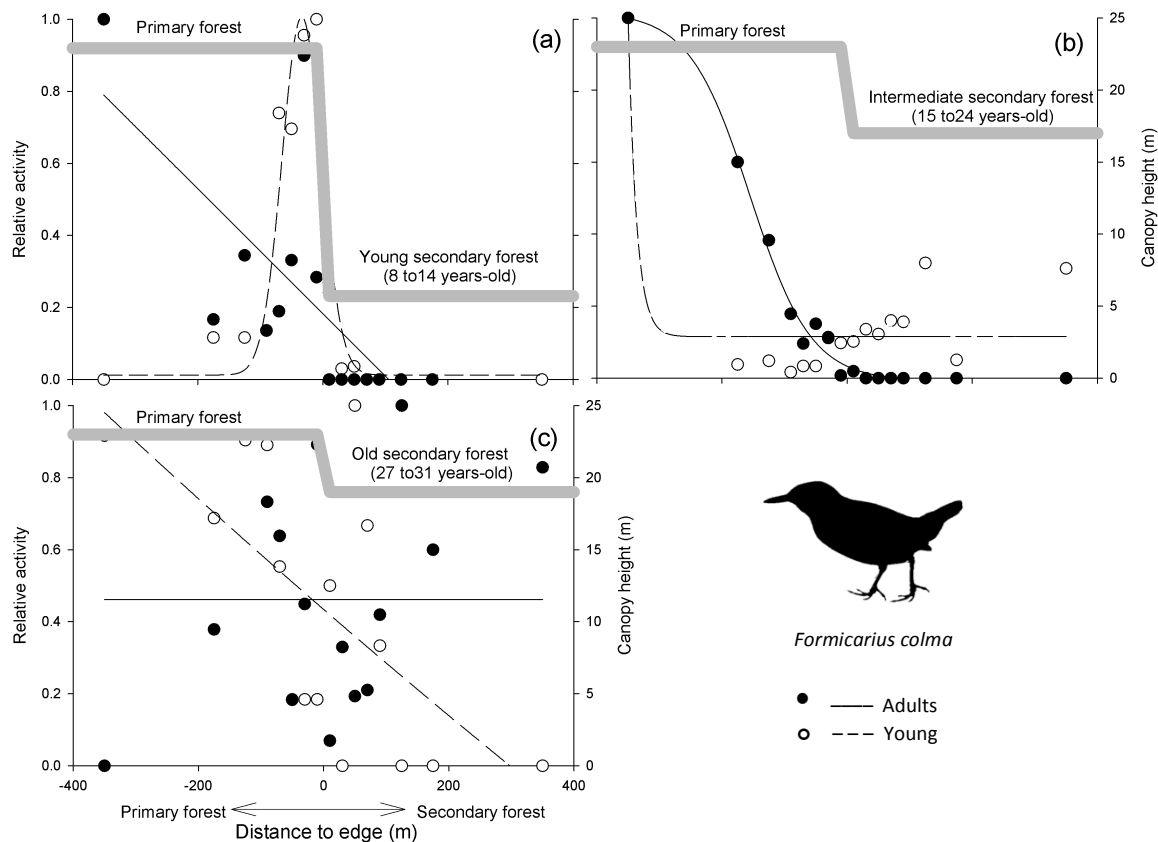 Primary forest
(a)
Young secondary forest
(8 to14 years-old)
1.0
0.8
0.6
0.4
0.2
0.0
Relative activity
Primary forest
(b)
Intermediate secondary forest
(15 to24 years-old)
25
20
15
10
5
0
Canopy height (m)
Primary forest
(c)
Old secondary forest
(27 to31 years-old)
1.0
0.8
0.6
0.4
0.2
0.0
Relative activity
25
20
15
10
5
0
Canopy height (m)
-400
-200
0
200
400
Primary forest
Secondary forest
Distance to edge (m)
Formicarius colma
Adults
Young